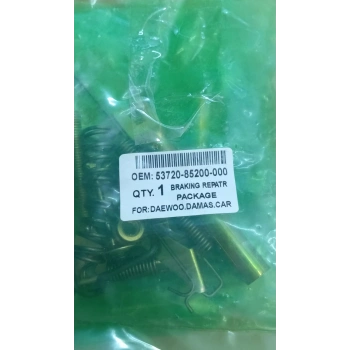 OEM: 53720-85200-000
QTY. 1 BRAKING REPATR
PACKAGE
FOR:DAEWOO.DAMAS.CAR